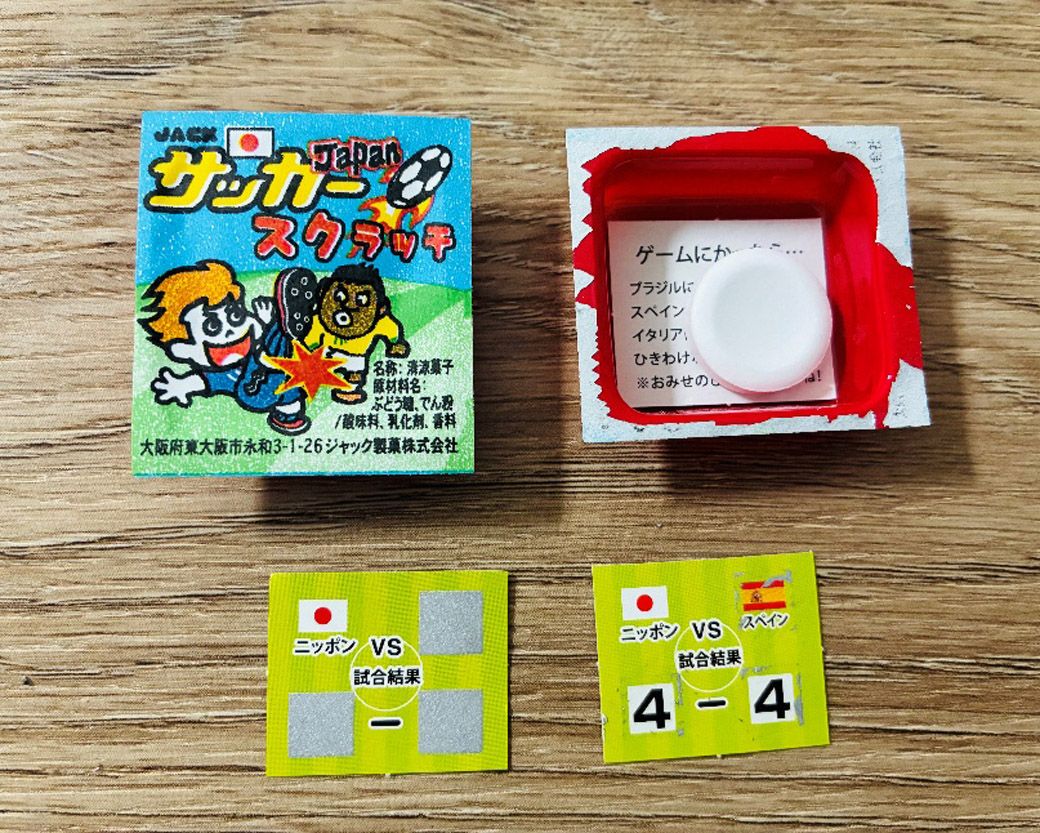 JACK
Japan
サッカー
スクラッチ
名称：清涼菓子
原材料名：
ぶどう糖、でん粉
/酸味料、乳化剤、香料
大阪府東大阪市永和3-1-26ジャック製菓株式会社
ゲームにかったら…
ブラジルに
スペイン
イタリア
ひきわけ
※おみせの
ね!
ニッポン
VS
試合結果
－
ニッポン
VS
スペイン
試合結果
4 － 4